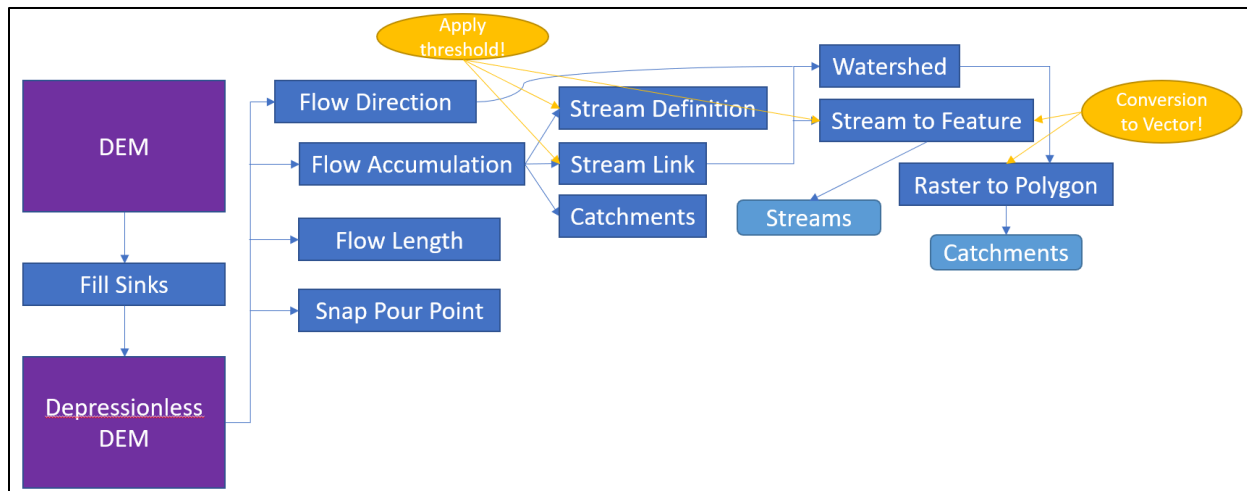 Apply
threshold!
DEM
Flow Direction
Stream Definition
Watershed
Stream to Feature
Conversion
to Vector!
Flow Accumulation
Stream Link
Raster to Polygon
Catchments
Streams
Flow Length
Catchments
Fill Sinks
Snap Pour Point
Depressionless
DEM